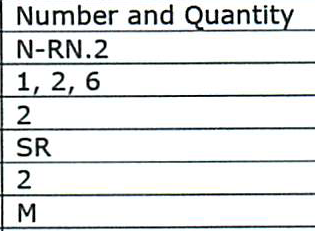 Number and Quantity
N-RN.2
1, 2, 6
2
SR
2
M